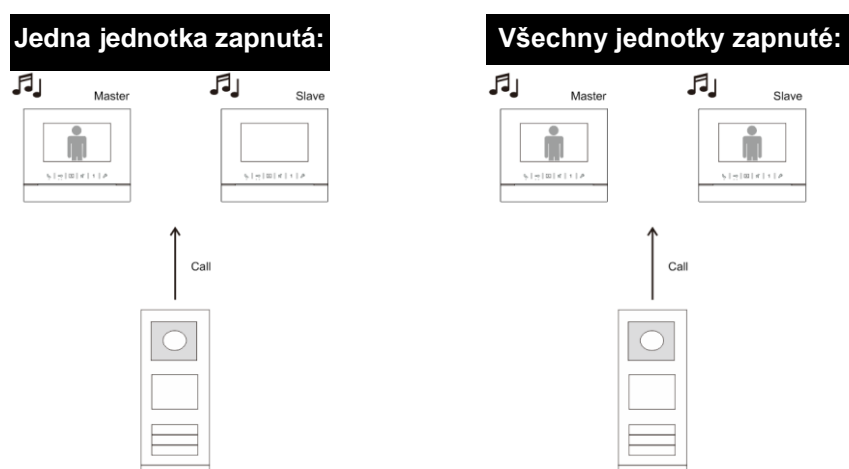 Jedna jednotka zapnutá:
Všechny jednotky zapnuté:
Master
Slave
Master
Slave
Call
Call